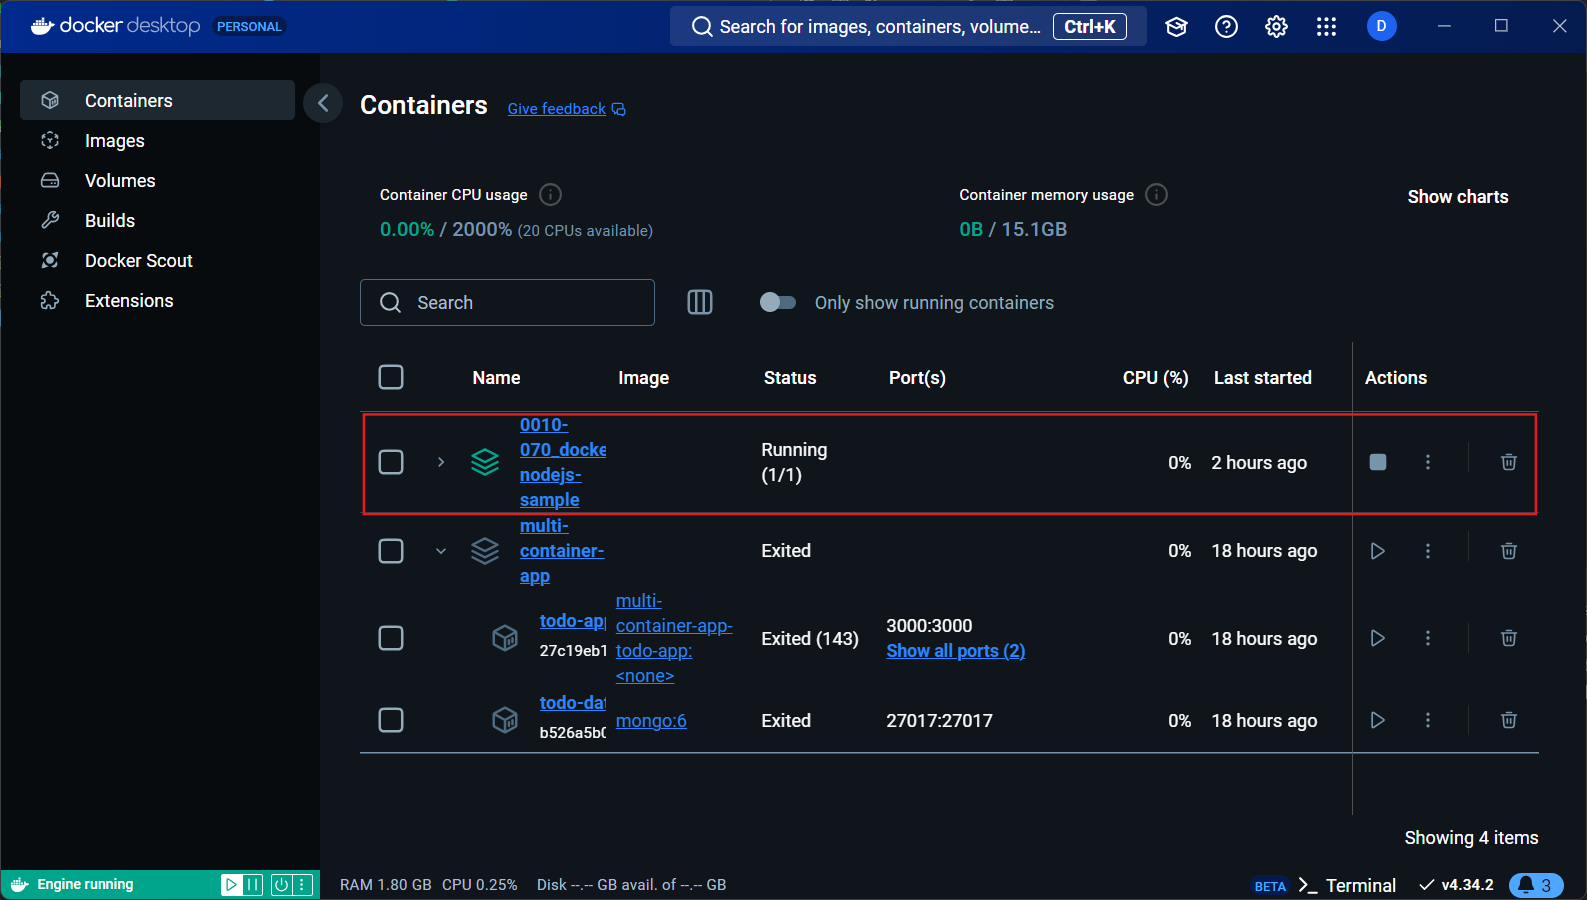 docker desktop PERSONAL
Search for images, containers, volume... Ctrl+K
D
Containers
Images
Volumes
Builds
Docker Scout
Extensions
Containers Give feedback
Container CPU usage
0.00% / 2000% (20 CPUs available)
Container memory usage
0B / 15.1GB
Show charts
Search
Only show running containers
Name Image Status Port(s) CPU (%) Last started Actions
0010-
070_docke
nodejs-
sample
Running
(1/1)
0% 2 hours ago
multi-
container-
app
Exited
0% 18 hours ago
todo-app
27c19eb1
multi-
container-app-
todo-app:
<none>
Exited (143)
3000:3000
Show all ports (2)
0% 18 hours ago
todo-dat
b526a5b0
mongo:6
Exited
27017:27017
0% 18 hours ago
Showing 4 items
Engine running
RAM 1.80 GB CPU 0.25% Disk --.-- GB avail. of --.-- GB
BETA >_ Terminal v4.34.2 3